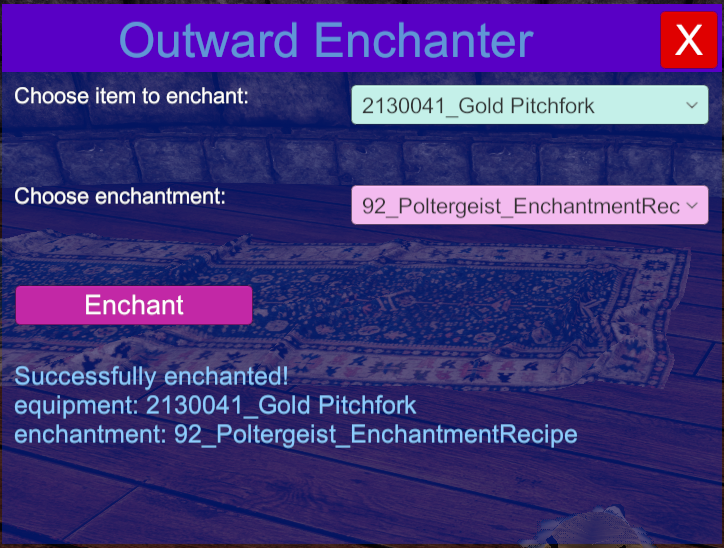 Outward Enchanter
X
Choose item to enchant:
2130041_Gold Pitchfork
Choose enchantment:
92_Poltergeist_EnchantmentRec
Enchant
Successfully enchanted!
equipment: 2130041_Gold Pitchfork
enchantment: 92_Poltergeist_EnchantmentRecipe